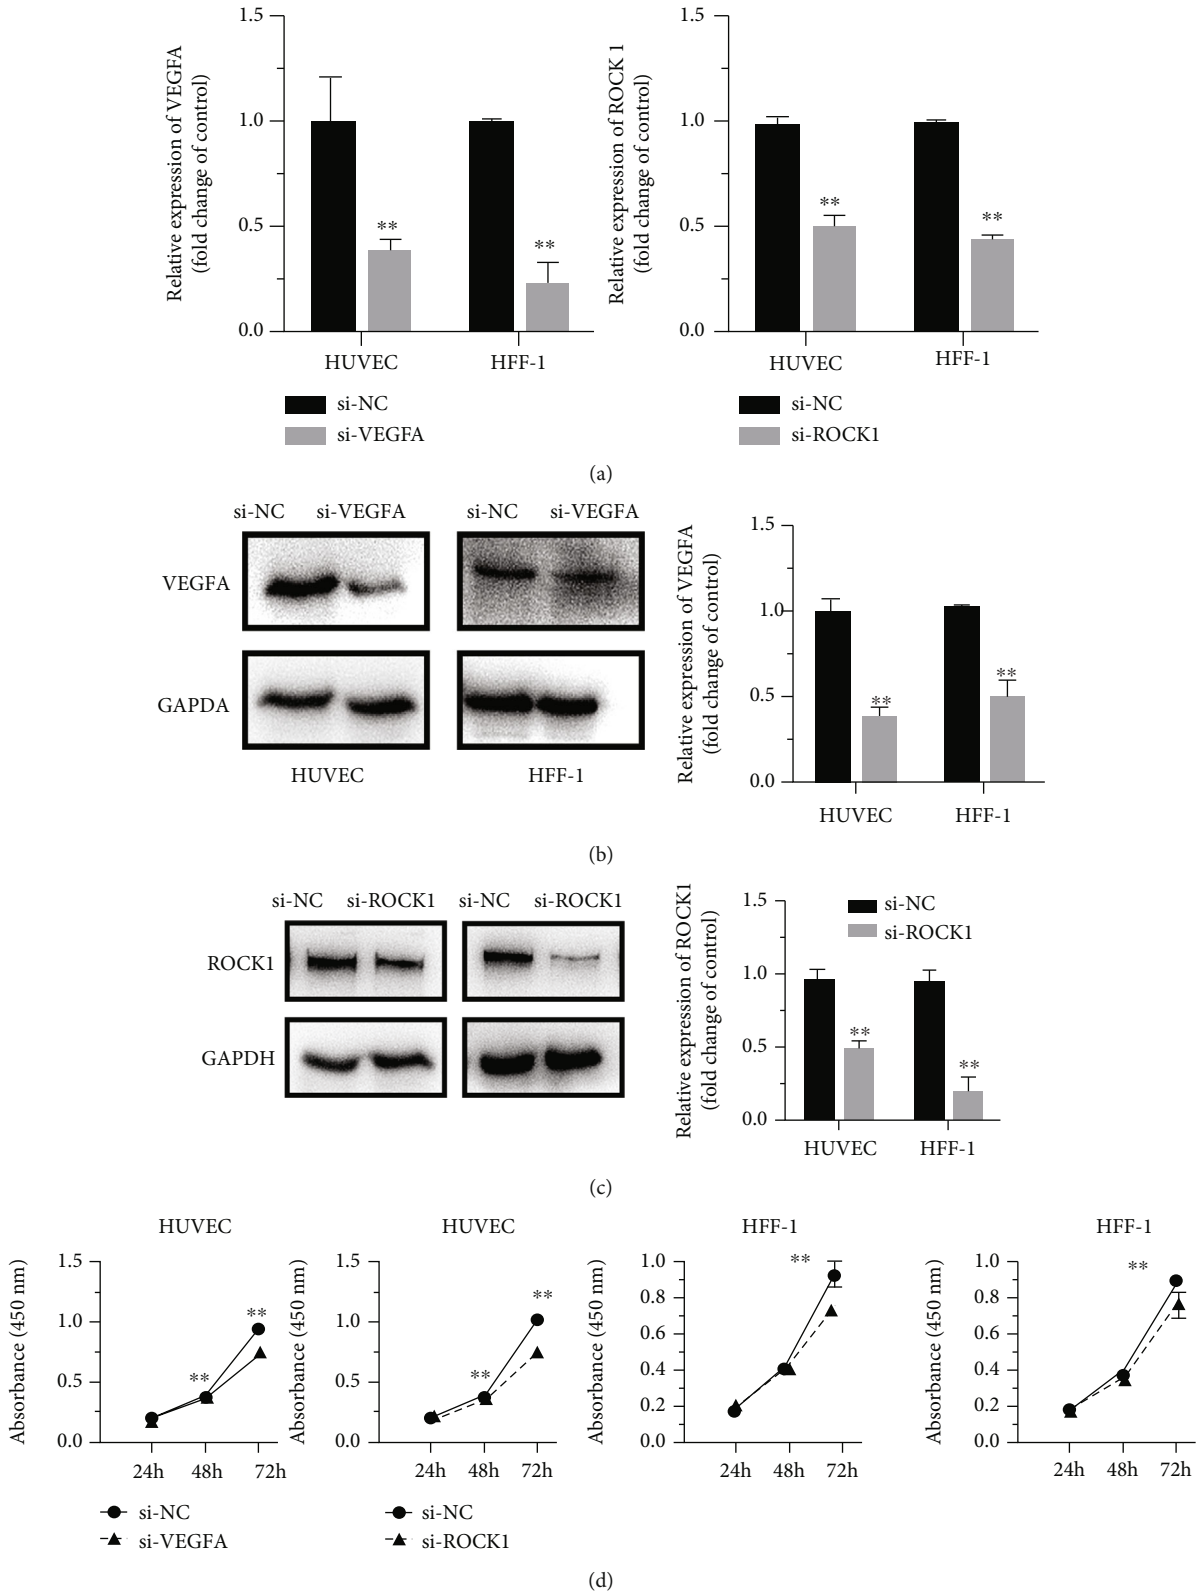 Relative expression of VEGFA
(fold change of control)
1.5
1.0
0.5
0.0
**
**
HUVEC
HFF-1
si-NC
si-VEGFA
Relative expression of ROCK 1
(fold change of control)
1.5
1.0
0.5
0.0
**
**
HUVEC
HFF-1
si-NC
si-ROCK1
(a)
si-NC si-VEGFA
si-NC si-VEGFA
VEGFA
GAPDA
HUVEC
HFF-1
Relative expression of VEGFA
(fold change of control)
1.5
1.0
0.5
0.0
**
**
HUVEC
HFF-1
(b)
si-NC si-ROCK1
si-NC si-ROCK1
ROCK1
GAPDH
Relative expression of ROCK1
(fold change of control)
1.5
1.0
0.5
0.0
si-NC
si-ROCK1
**
**
HUVEC
HFF-1
(c)
HUVEC
Absorbance (450 nm)
1.5
1.0
0.5
0.0
**
**
24h 48h 72h
si-NC
si-VEGFA
HUVEC
Absorbance (450 nm)
1.5
1.0
0.5
0.0
**
**
24h 48h 72h
si-NC
si-ROCK1
HFF-1
Absorbance (450 nm)
1.0
0.8
0.6
0.4
0.2
0.0
**
24h 48h 72h
HFF-1
Absorbance (450 nm)
1.0
0.8
0.6
0.4
0.2
0.0
**
24h 48h 72h
(d)